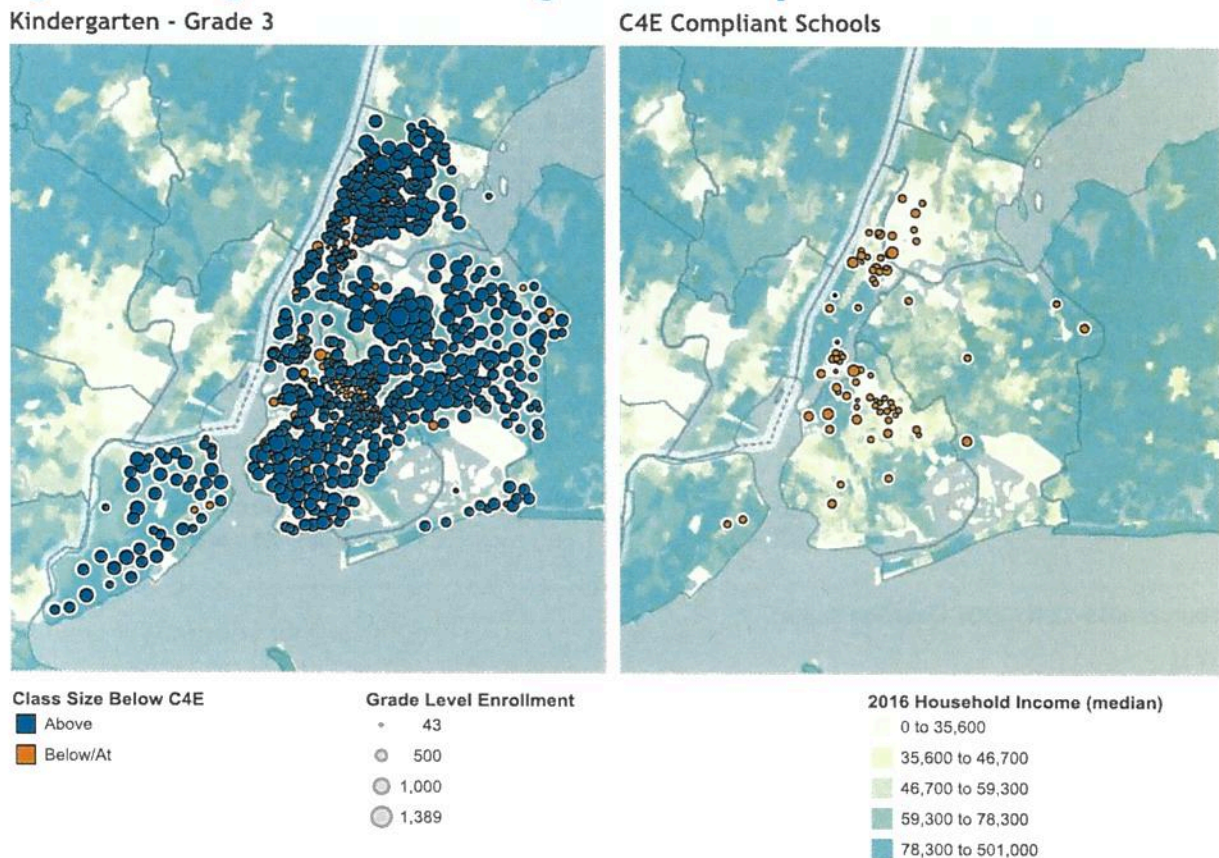 Kindergarten - Grade 3
C4E Compliant Schools
Class Size Below C4E
Above
Below/At
Grade Level Enrollment
43
500
1,000
1,389
2016 Household Income (median)
0 to 35,600
35,600 to 46,700
46,700 to 59,300
59,300 to 78,300
78,300 to 501,000